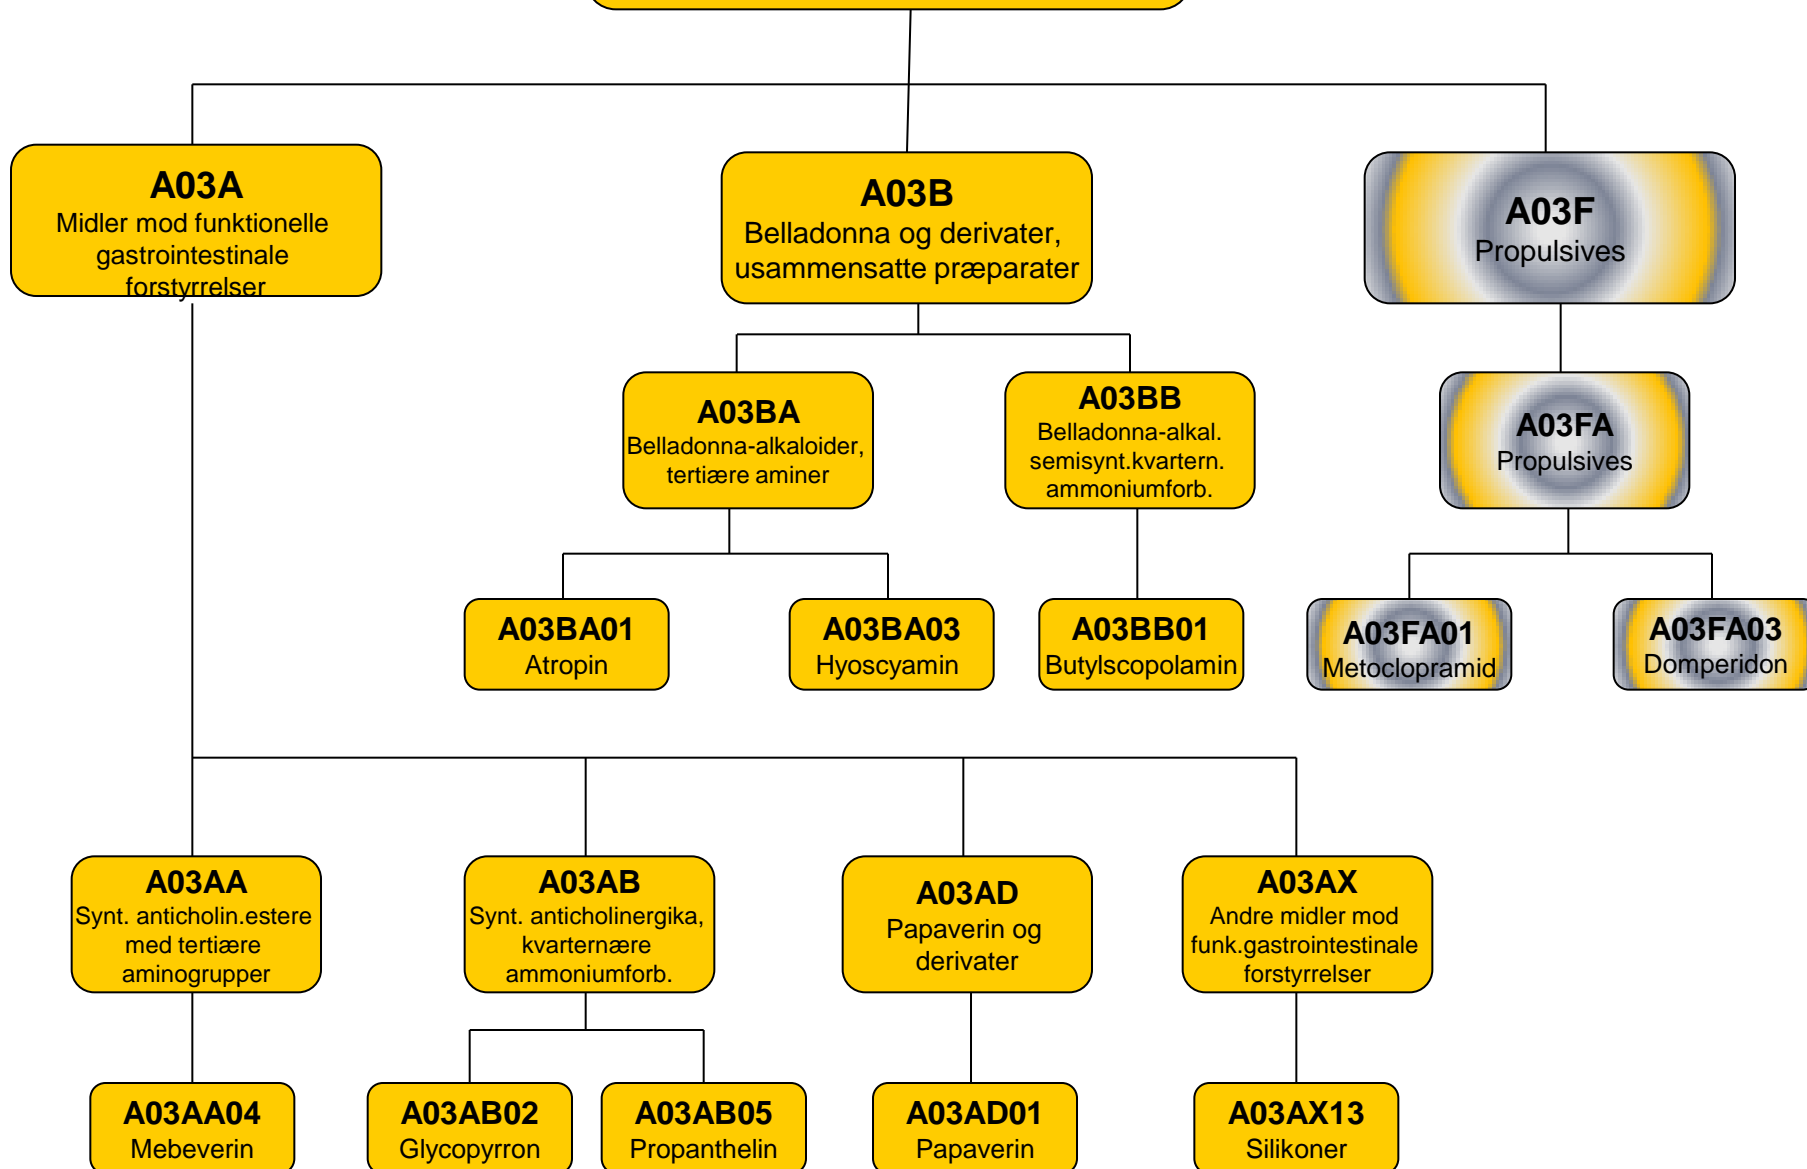 A03A
Midler mod funktionelle
gastrointestinale
forstyrrelser
A03B
Belladonna og derivater,
usammensatte præparater
A03F
Propulsives
A03BA
Belladonna-alkaloider,
tertiære aminer
A03BB
Belladonna-alkal.
semisynt.kvartern.
ammoniumforb.
A03FA
Propulsives
A03BA01
Atropin
A03BA03
Hyoscyamin
A03BB01
Butylscopolamin
A03FA01
Metoclopramid
A03FA03
Domperidon
A03AA
Synt. anticholin.estere
med tertiære
aminogrupper
A03AB
Synt. anticholinergika,
kvarternære
ammoniumforb.
A03AD
Papaverin og
derivater
A03AX
Andre midler mod
funk.gastrointestinale
forstyrrelser
A03AA04
Mebeverin
A03AB02
Glycopyrron
A03AB05
Propanthelin
A03AD01
Papaverin
A03AX13
Silikoner